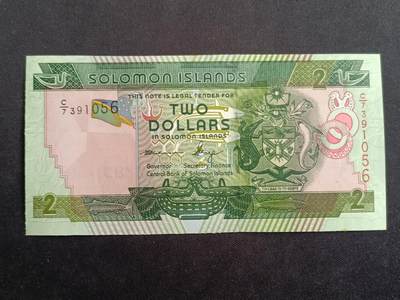 SOLOMON ISLANDS
2
2
THIS NOTE IS LEGAL TENDER FOR
C/7 391056
TWO
DOLLARS
IN SOLOMON ISLANDS
C/7 391056
Governor Secretary Finance
Central Bank of Solomon Islands
2
2